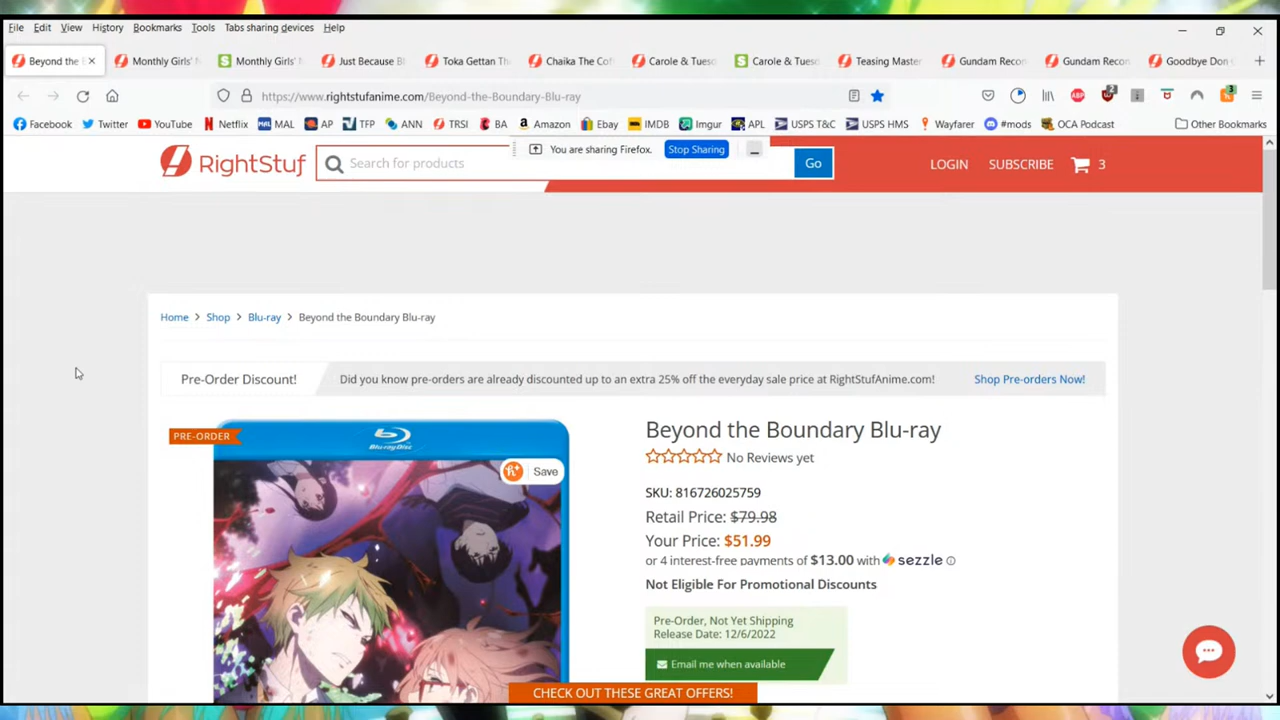 File Edit View History Bookmarks Tools Tabs sharing devices Help
Beyond the Monthly Girls' Monthly Girls' Just Because Bl Toka Gettan Th Chaika The Coff Carole & Tuesd Carole & Tuesd Teasing Master Gundam Recon Gundam Recon Goodbye Don
https://www.rightstufanime.com/Beyond-the-Boundary-Blu-ray 2 3
Facebook Twitter YouTube Netflix MAL AP TFP ANN TRSI BA Amazon Ebay IMDB Imgur APL USPS T&C USPS HMS Wayfarer #mods OCA Podcast Other Bookmarks
You are sharing Firefox. Stop Sharing
RightStuf Search for products Go LOGIN SUBSCRIBE 3
Home > Shop > Blu-ray > Beyond the Boundary Blu-ray
Pre-Order Discount! Did you know pre-orders are already discounted up to an extra 25% off the everyday sale price at RightStufAnime.com! Shop Pre-orders Now!
PRE-ORDER
Blu-ray Disc
Save
Beyond the Boundary Blu-ray
No Reviews yet
SKU: 816726025759
Retail Price: $79.98
Your Price: $51.99
or 4 interest-free payments of $13.00 with sezzle
Not Eligible For Promotional Discounts
Pre-Order, Not Yet Shipping
Release Date: 12/6/2022
Email me when available
CHECK OUT THESE GREAT OFFERS!